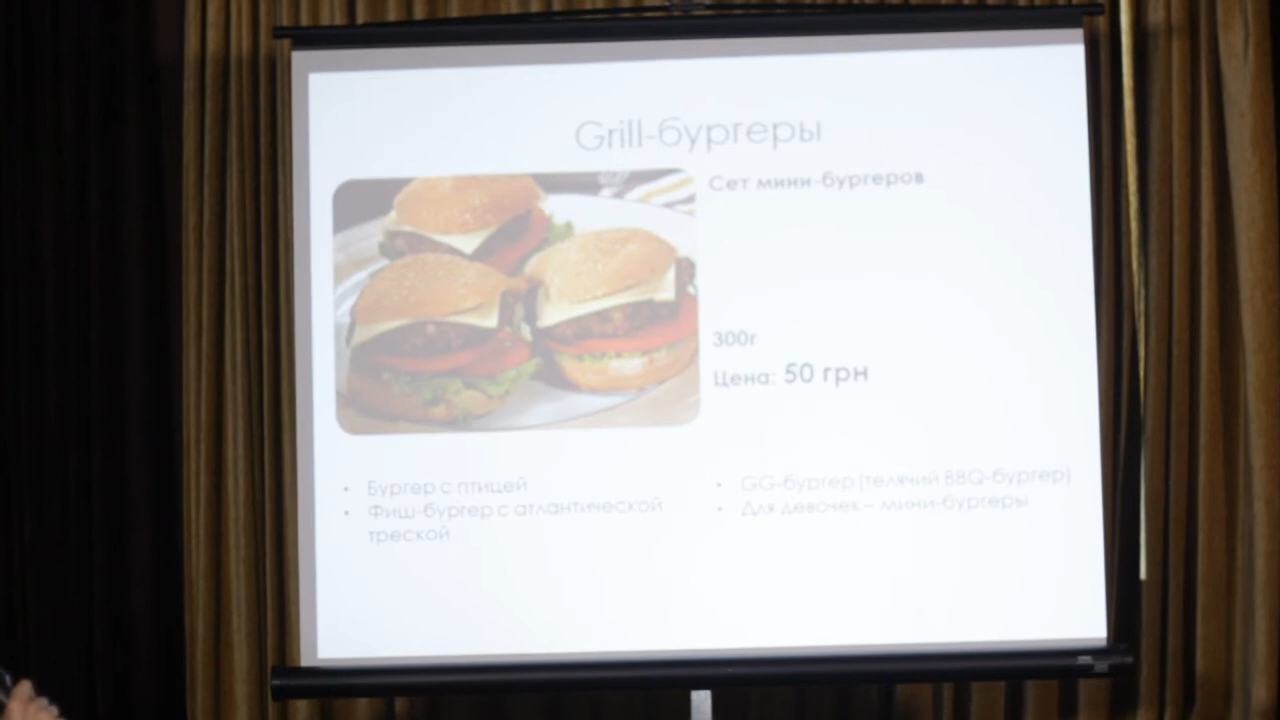 Grill-бургеры
Сет мини-бургеров
300г
Цена: 50 грн
• Бургер с птицей
• Фиш-бургер с атлантической
треской
• GG-бургер (телячий BBQ-бургер)
• Для девочек – мини-бургеры